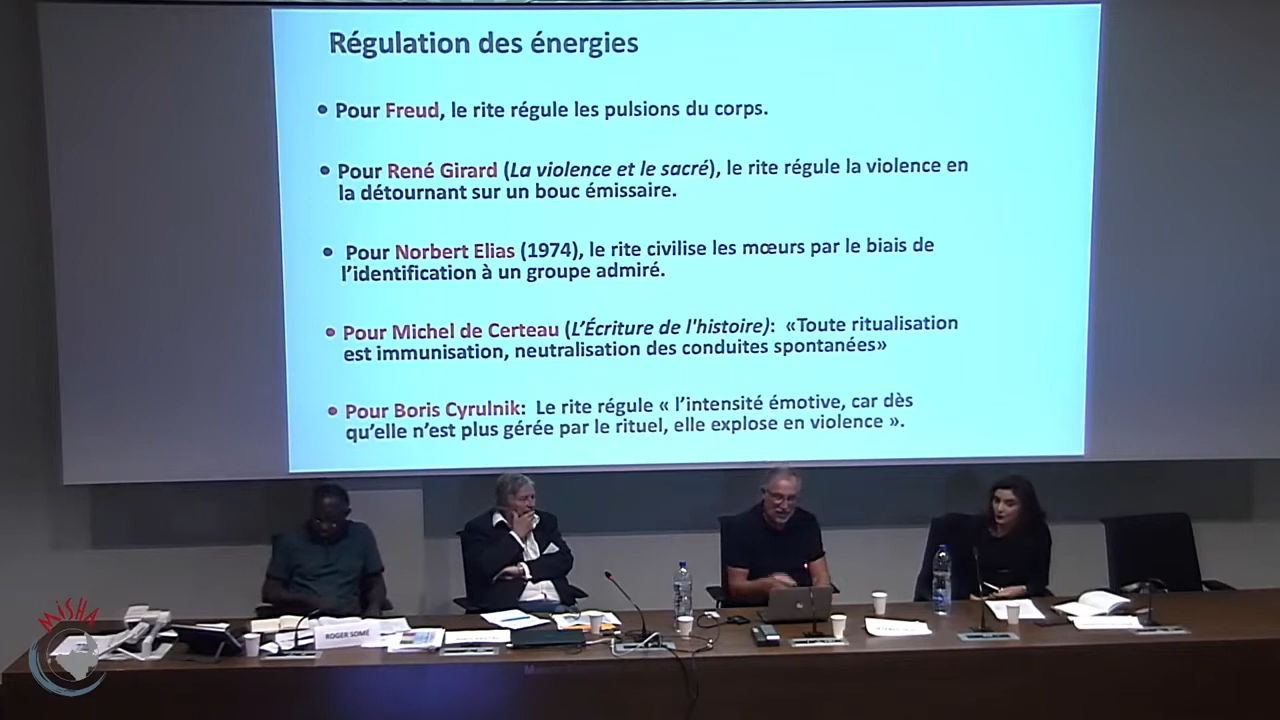 Régulation des énergies
• Pour Freud, le rite régule les pulsions du corps.
• Pour René Girard (La violence et le sacré), le rite régule la violence en
la détournant sur un bouc émissaire.
• Pour Norbert Elias (1974), le rite civilise les mœurs par le biais de
l’identification à un groupe admiré.
• Pour Michel de Certeau (L’Écriture de l'histoire): «Toute ritualisation
est immunisation, neutralisation des conduites spontanées»
• Pour Boris Cyrulnik: Le rite régule « l’intensité émotive, car dès
qu’elle n’est plus gérée par le rituel, elle explose en violence ».
MISHA
ROGER SOMÉ